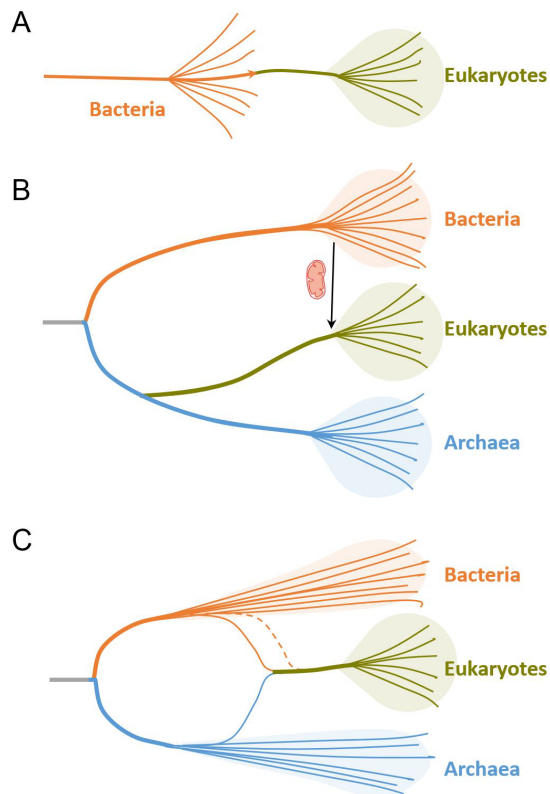 A
Eukaryotes
Bacteria
B
Bacteria
Eukaryotes
Archaea
C
Bacteria
Eukaryotes
Archaea